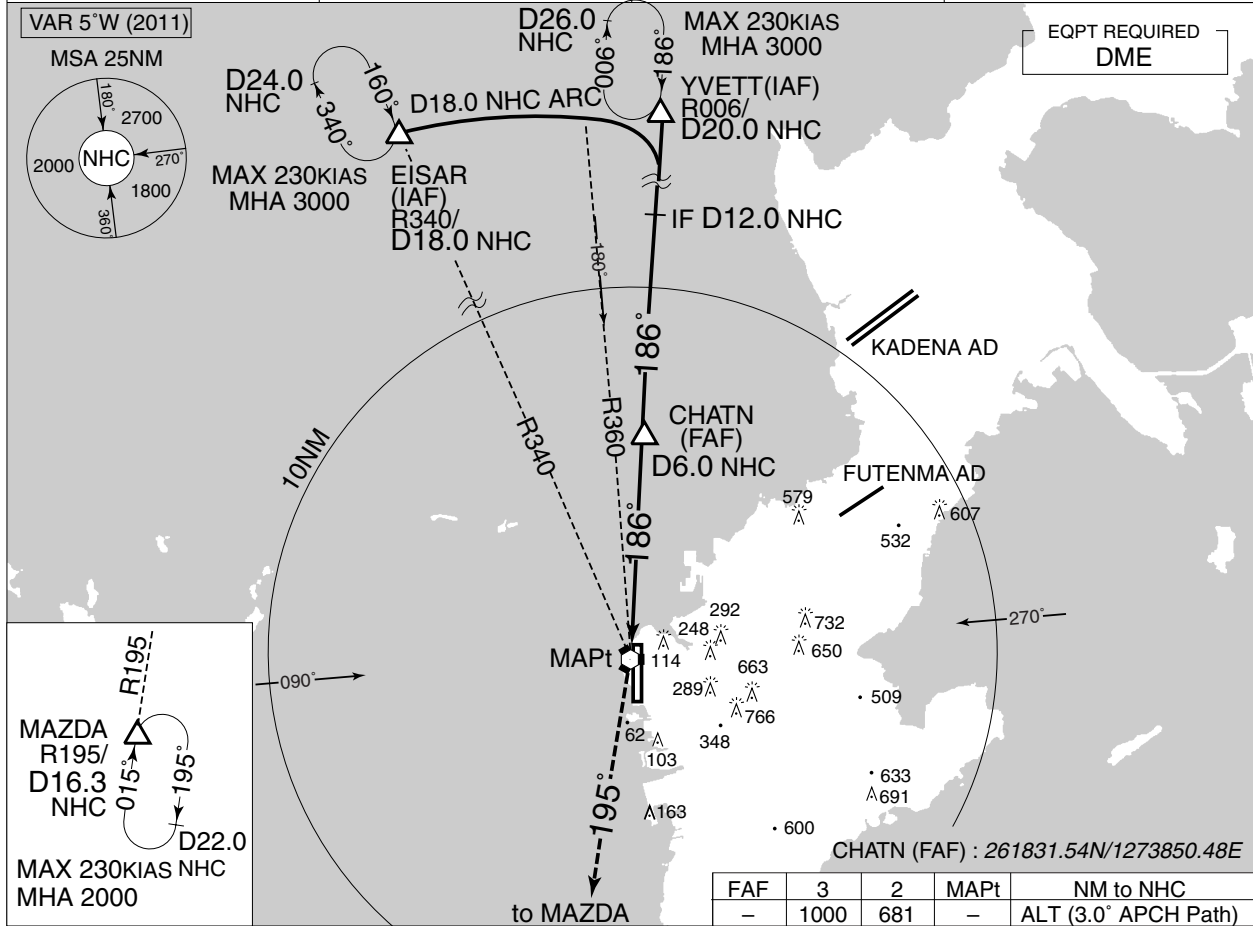 VAR 5°W (2011)
MSA 25NM
180°
2700
NHC
2000
270°
1800
360°
D24.0
NHC
160°
340°
MAX 230KIAS
MHA 3000
D18.0 NHC ARC
EISAR
(IAF)
R340/
D18.0 NHC
D26.0
NHC
006°
186°
MAX 230KIAS
MHA 3000
YVETT(IAF)
R006/
D20.0 NHC
EQPT REQUIRED
DME
IF D12.0 NHC
180°
186°
KADENA AD
R340
R360
CHATN
(FAF)
D6.0 NHC
10NM
186°
FUTENMA AD
579
607
532
292
248
732
270°
MAPt
114
650
663
090°
289
509
766
62
348
103
633
691
163
600
195°
to MAZDA
R195
MAZDA
R195/
D16.3
NHC
015°
195°
D22.0
NHC
MAX 230KIAS
MHA 2000
CHATN (FAF) : 261831.54N/1273850.48E
FAF 3 2 MAPt NM to NHC
– 1000 681 – ALT (3.0° APCH Path)